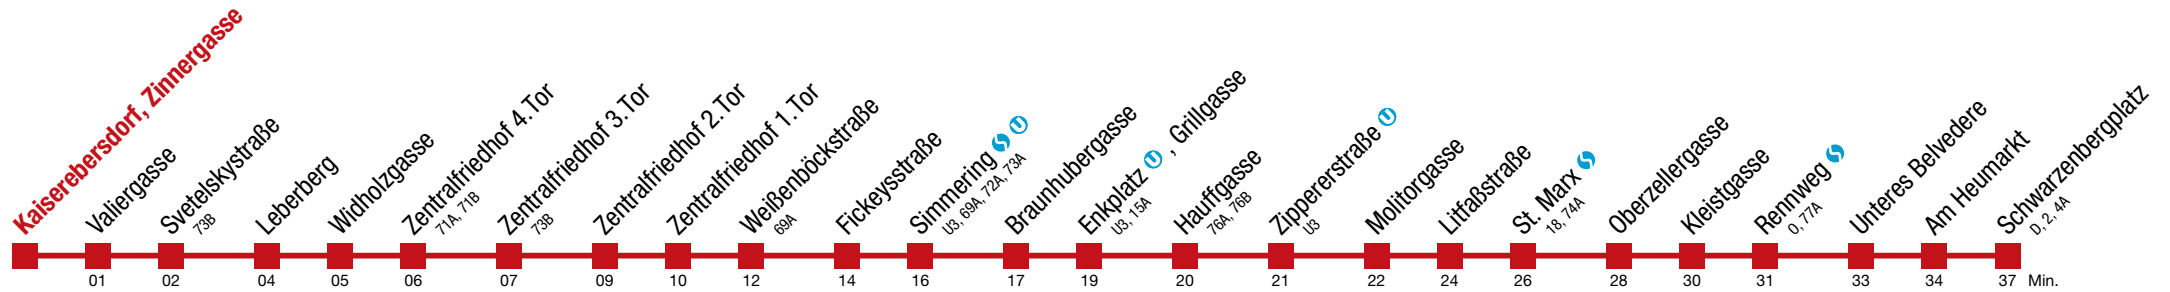 Kaiserebersdorf, Zinnergasse
Valiergasse
Svetelskystraße
73B
Leberberg
Widholzgasse
Zentralfriedhof 4.Tor
71A, 71B
Zentralfriedhof 3.Tor
73B
Zentralfriedhof 2.Tor
Zentralfriedhof 1.Tor
Weißenböckstraße
69A
Fickeysstraße
Simmering S U
U3, 69A, 72A, 73A
Braunhubergasse
Enkplatz U , Grillgasse
U3, 15A
Hauffgasse
76A, 76B
Zippererstraße U
U3
Molitorgasse
Litfaßstraße
St. Marx S
18, 74A
Oberzellergasse
Kleistgasse
Rennweg S
O, 77A
Unteres Belvedere
Am Heumarkt
Schwarzenbergplatz
D, 2, 4A
01 02 04 05 06 07 09 10 12 14 16 17 19 20 21 22 24 26 28 30 31 33 34 37 Min.